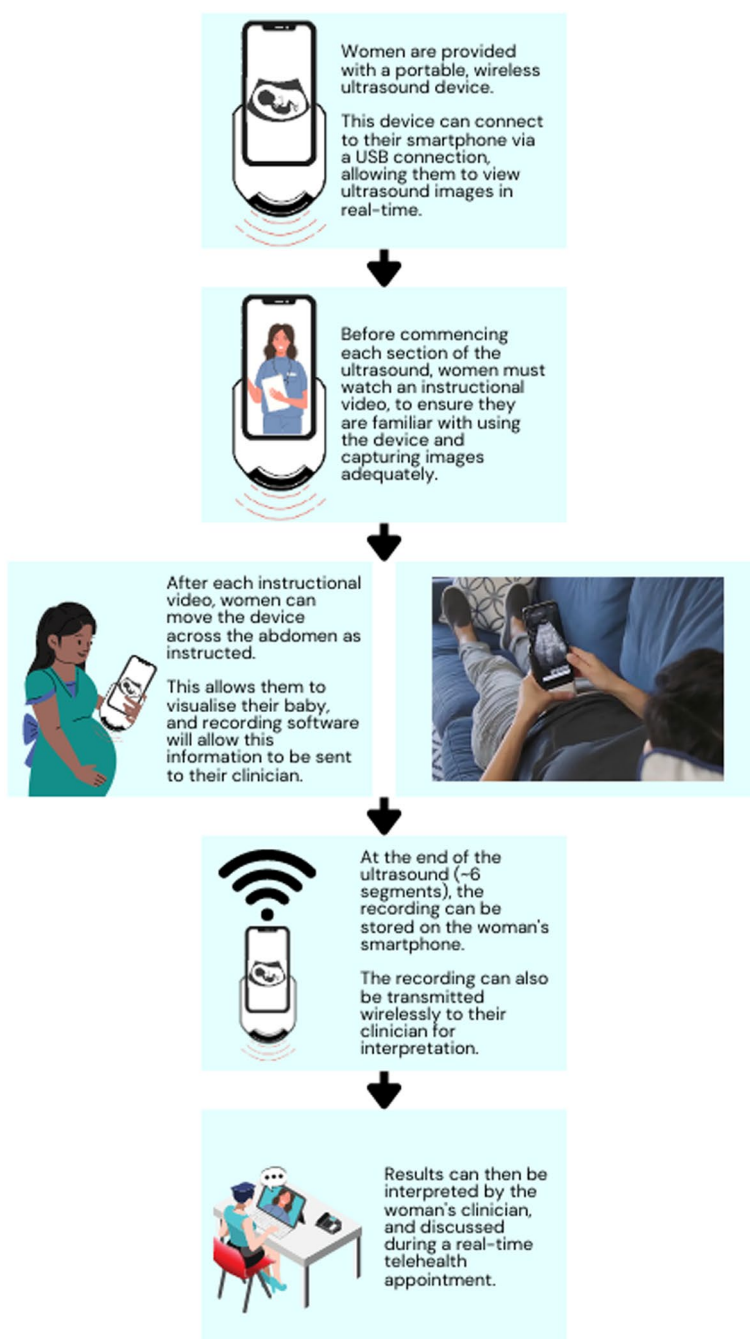 Women are provided
with a portable, wireless
ultrasound device.
This device can connect
to their smartphone via
a USB connection,
allowing them to view
ultrasound images in
real-time.
Before commencing
each section of the
ultrasound, women must
watch an instructional
video, to ensure they
are familiar with using
the device and
capturing images
adequately.
After each instructional
video, women can
move the device
across the abdomen as
instructed.
This allows them to
visualise their baby,
and recording software
will allow this
information to be sent
to their clinician.
At the end of the
ultrasound (~6
segments), the
recording can be
stored on the woman's
smartphone.
The recording can also
be transmitted
wirelessly to their
clinician for
interpretation.
Results can then be
interpreted by the
woman's clinician,
and discussed
during a real-time
telehealth
appointment.